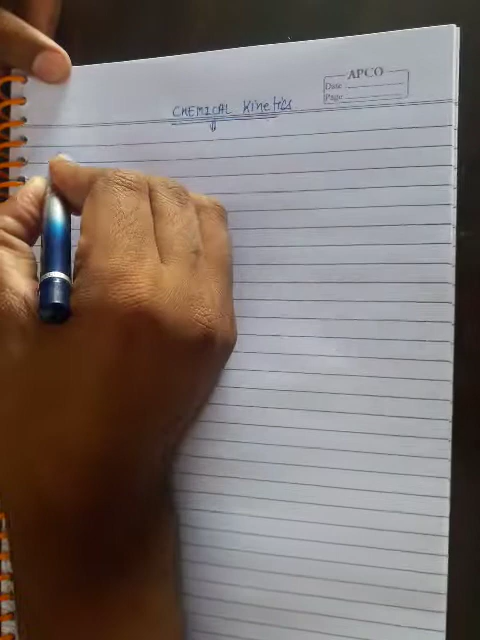 APCO
Date
Page
CHEMICAL Kinetics
⇓